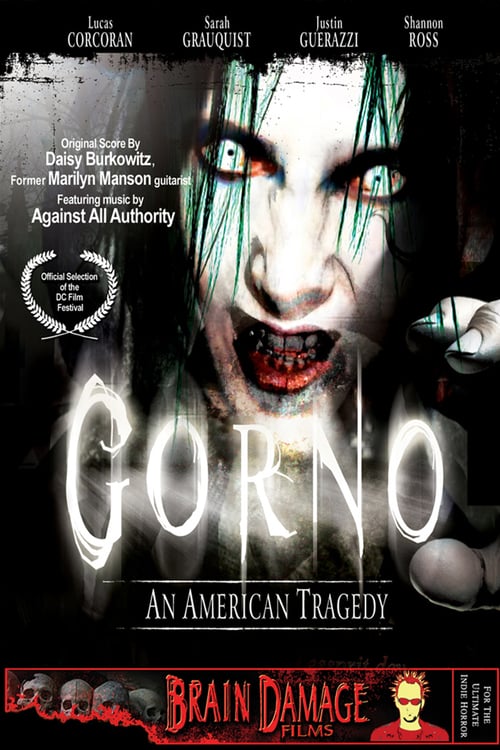 Lucas
CORCORAN
Sarah
GRAUQUIST
Justin
GUERAZZI
Shannon
ROSS
Original Score By
Daisy Burkowitz,
Former Marilyn Manson guitarist
Featuring music by
Against All Authority
Official Selection
of the
DC Film
Festival
GORNO
AN AMERICAN TRAGEDY
BRAIN DAMAGE
FILMS
FOR THE
ULTIMATE
INDIE HORROR